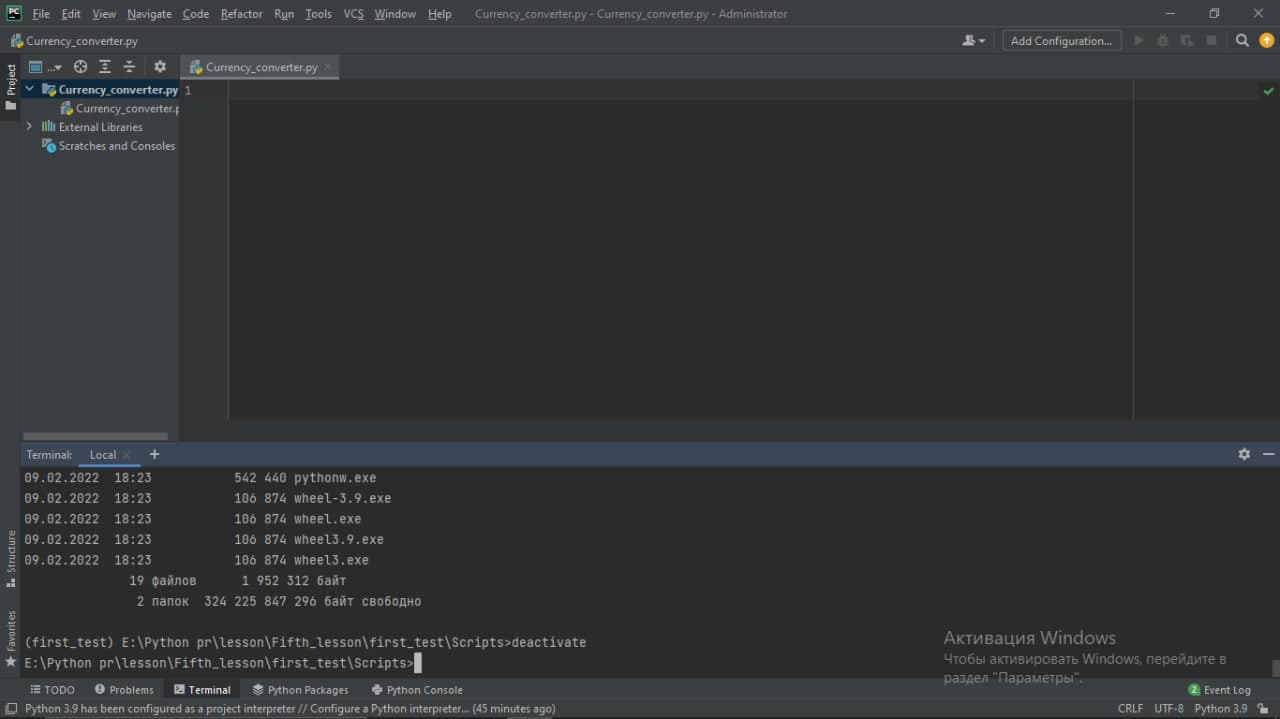 PC File Edit View Navigate Code Refactor Run Tools VCS Window Help Currency_converter.py - Currency_converter.py - Administrator
Currency_converter.py Add Configuration...
Project ... Currency_converter.py
Currency_converter.py 1
Currency_converter.p
External Libraries
Scratches and Consoles
Terminal: Local +
09.02.2022 18:23 542 440 pythonw.exe
09.02.2022 18:23 106 874 wheel-3.9.exe
09.02.2022 18:23 106 874 wheel.exe
09.02.2022 18:23 106 874 wheel3.9.exe
09.02.2022 18:23 106 874 wheel3.exe
19 файлов 1 952 312 байт
2 папок 324 225 847 296 байт свободно
(first_test) E:\Python pr\lesson\Fifth_lesson\first_test\Scripts>deactivate
E:\Python pr\lesson\Fifth_lesson\first_test\Scripts>
Structure
Favorites
Активация Windows
Чтобы активировать Windows, перейдите в
раздел "Параметры".
TODO Problems Terminal Python Packages Python Console 2 Event Log
Python 3.9 has been configured as a project interpreter // Configure a Python interpreter... (45 minutes ago) CRLF UTF-8 Python 3.9